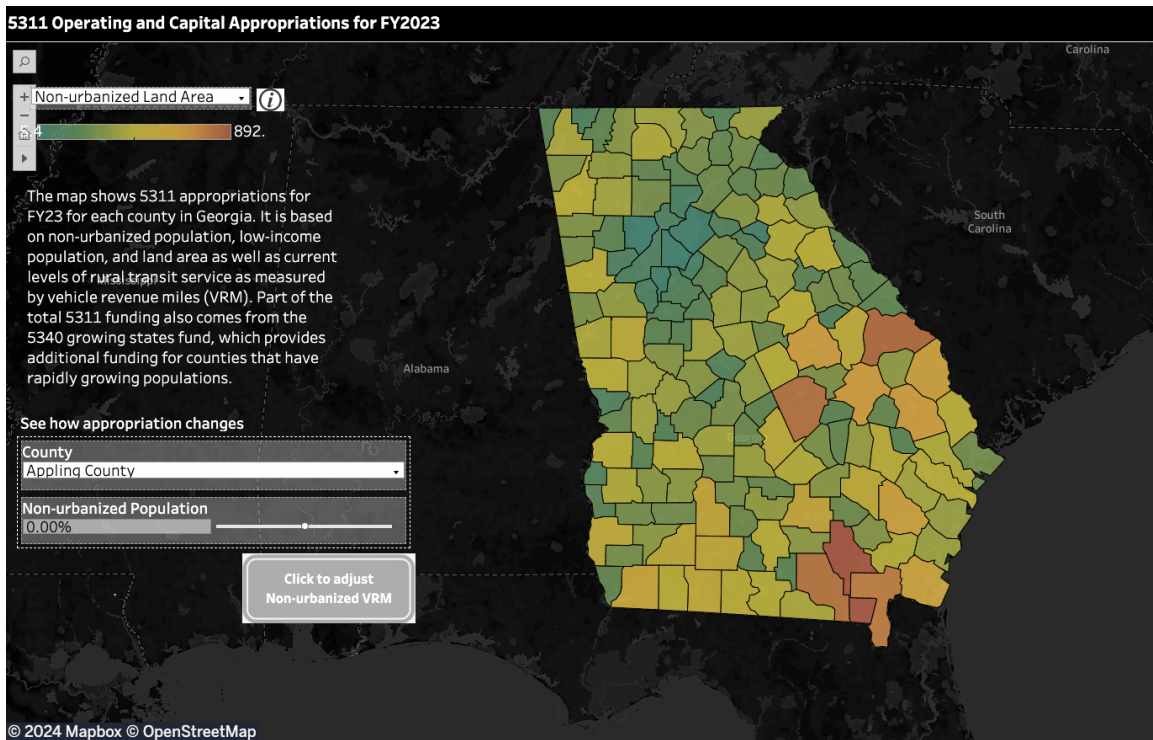 5311 Operating and Capital Appropriations for FY2023
Carolina
Non-urbanized Land Area
892.
The map shows 5311 appropriations for
FY23 for each county in Georgia. It is based
on non-urbanized population, low-income
population, and land area as well as current
levels of rural transit service as measured
by vehicle revenue miles (VRM). Part of the
total 5311 funding also comes from the
5340 growing states fund, which provides
additional funding for counties that have
rapidly growing populations.
South
Carolina
Mississippi
Alabama
Georgia
See how appropriation changes
County
Appling County
Non-urbanized Population
0.00%
Click to adjust
Non-urbanized VRM
© 2024 Mapbox © OpenStreetMap